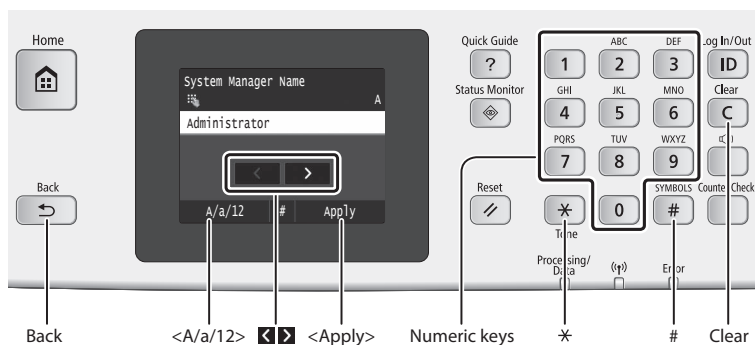 Home
Back
System Manager Name
A
Administrator
< >
A/a/12 # Apply
Quick Guide
?
Status Monitor
Reset
1
ABC
2
DEF
3
GHI
4
JKL
5
MNO
6
PQRS
7
TUV
8
WXYZ
9
Tone
0
SYMBOLS
#
Log In/Out
ID
Clear
C
Counter Check
Processing/
Data
Error
Back <A/a/12> < > <Apply> Numeric keys # Clear